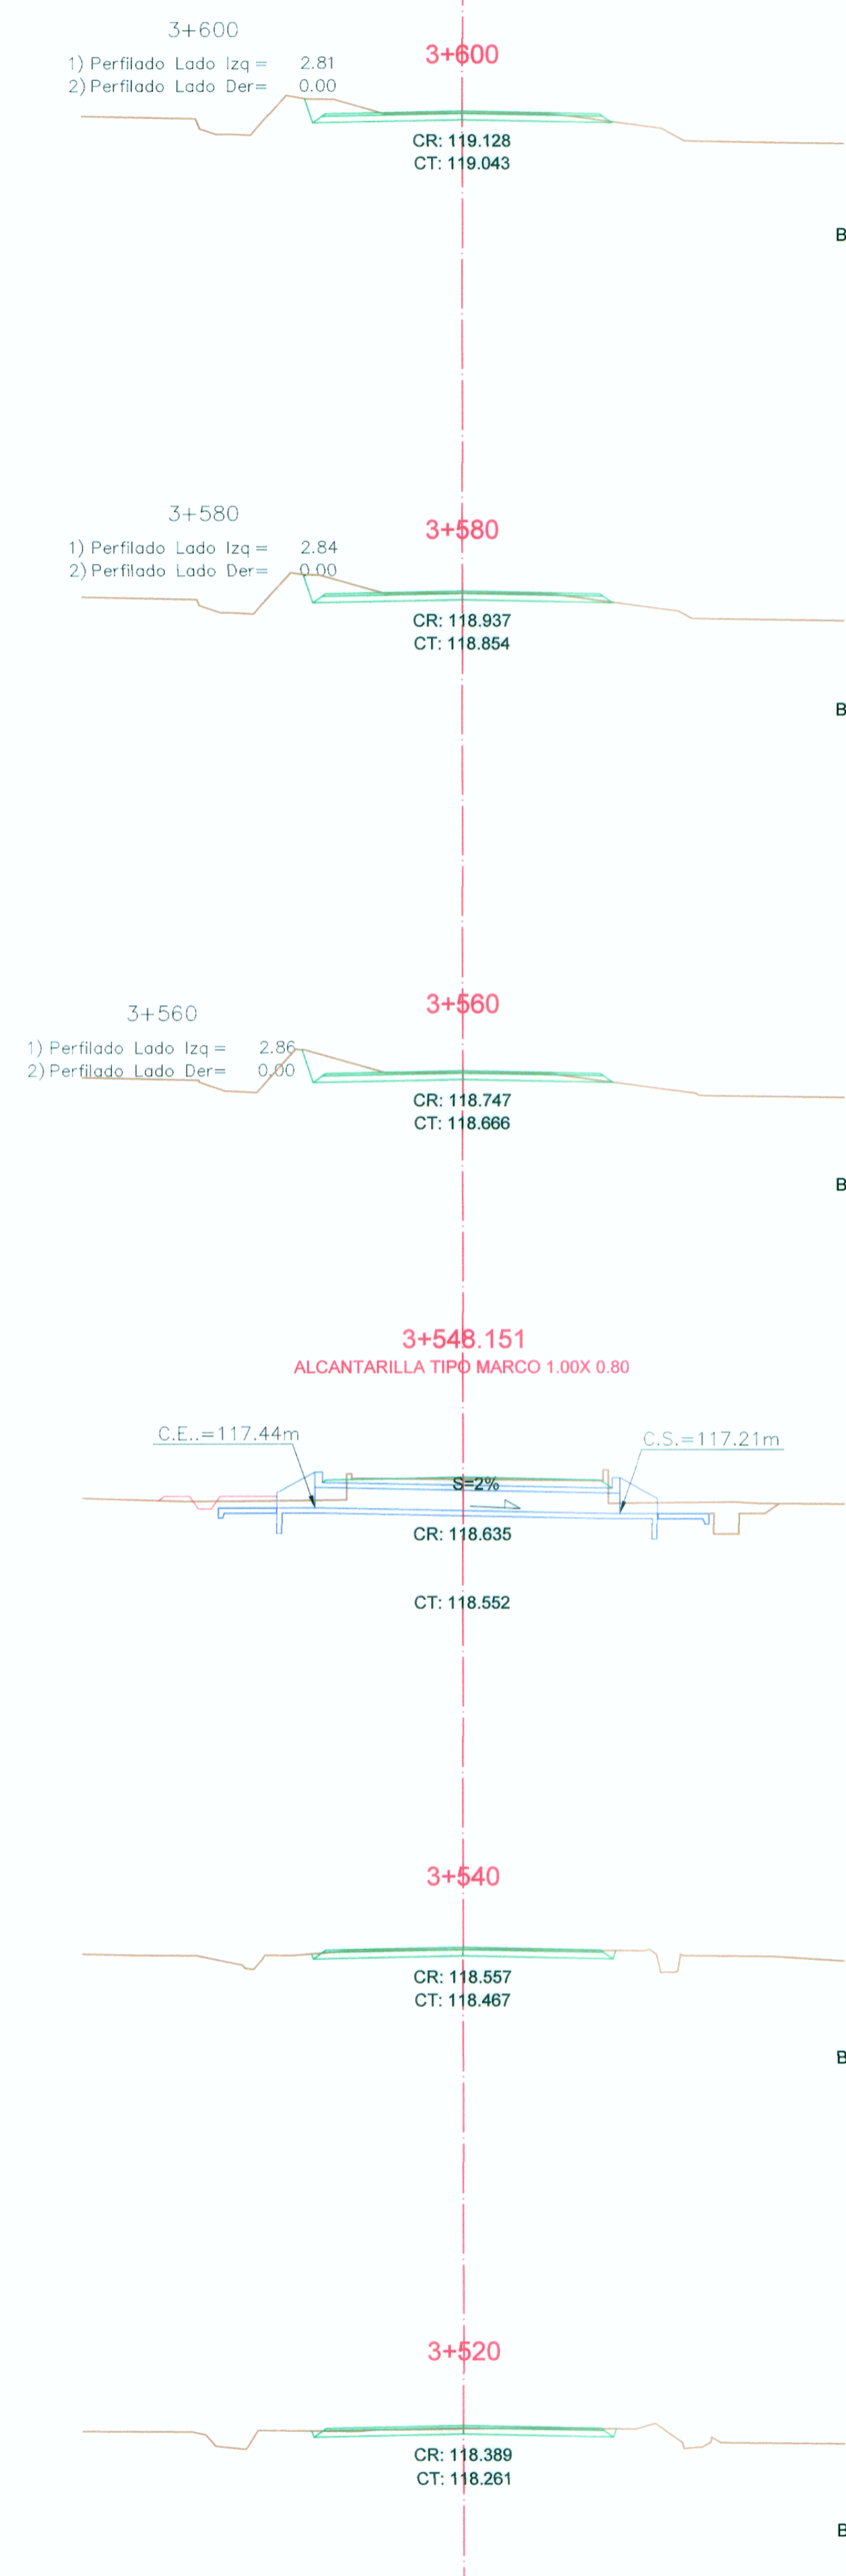 3+600
1) Perfilado Lado Izq = 2.81
2) Perfilado Lado Der= 0.00
3+600
CR: 119.128
CT: 119.043
B
3+580
1) Perfilado Lado Izq = 2.84
2) Perfilado Lado Der= 0.00
3+580
CR: 118.937
CT: 118.854
B
3+560
1) Perfilado Lado Izq = 2.86
2) Perfilado Lado Der= 0.00
3+560
CR: 118.747
CT: 118.666
B
3+548.151
ALCANTARILLA TIPO MARCO 1.00X 0.80
C.E..=117.44m
C.S.=117.21m
S=2%
CR: 118.635
CT: 118.552
3+540
CR: 118.557
CT: 118.467
B
3+520
CR: 118.389
CT: 118.261
B